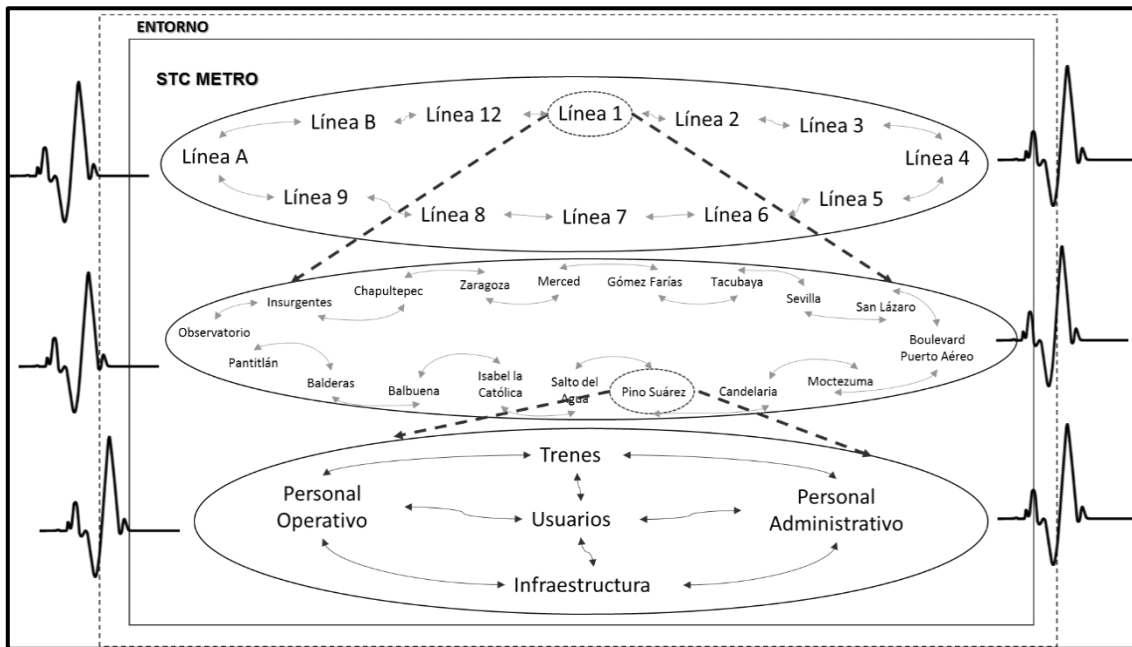 ENTORNO
STC METRO
Línea B
Línea 12
Línea 1
Línea 2
Línea 3
Línea A
Línea 4
Línea 9
Línea 8
Línea 7
Línea 6
Línea 5
Observatorio
Insurgentes
Chapultepec
Zaragoza
Merced
Gómez Farías
Tacubaya
Sevilla
San Lázaro
Boulevard
Puerto Aéreo
Pantitlán
Balderas
Balbuena
Isabel la
Católica
Salto del
Agua
Pino Suárez
Candelaria
Moctezuma
Trenes
Personal
Operativo
Usuarios
Personal
Administrativo
Infraestructura